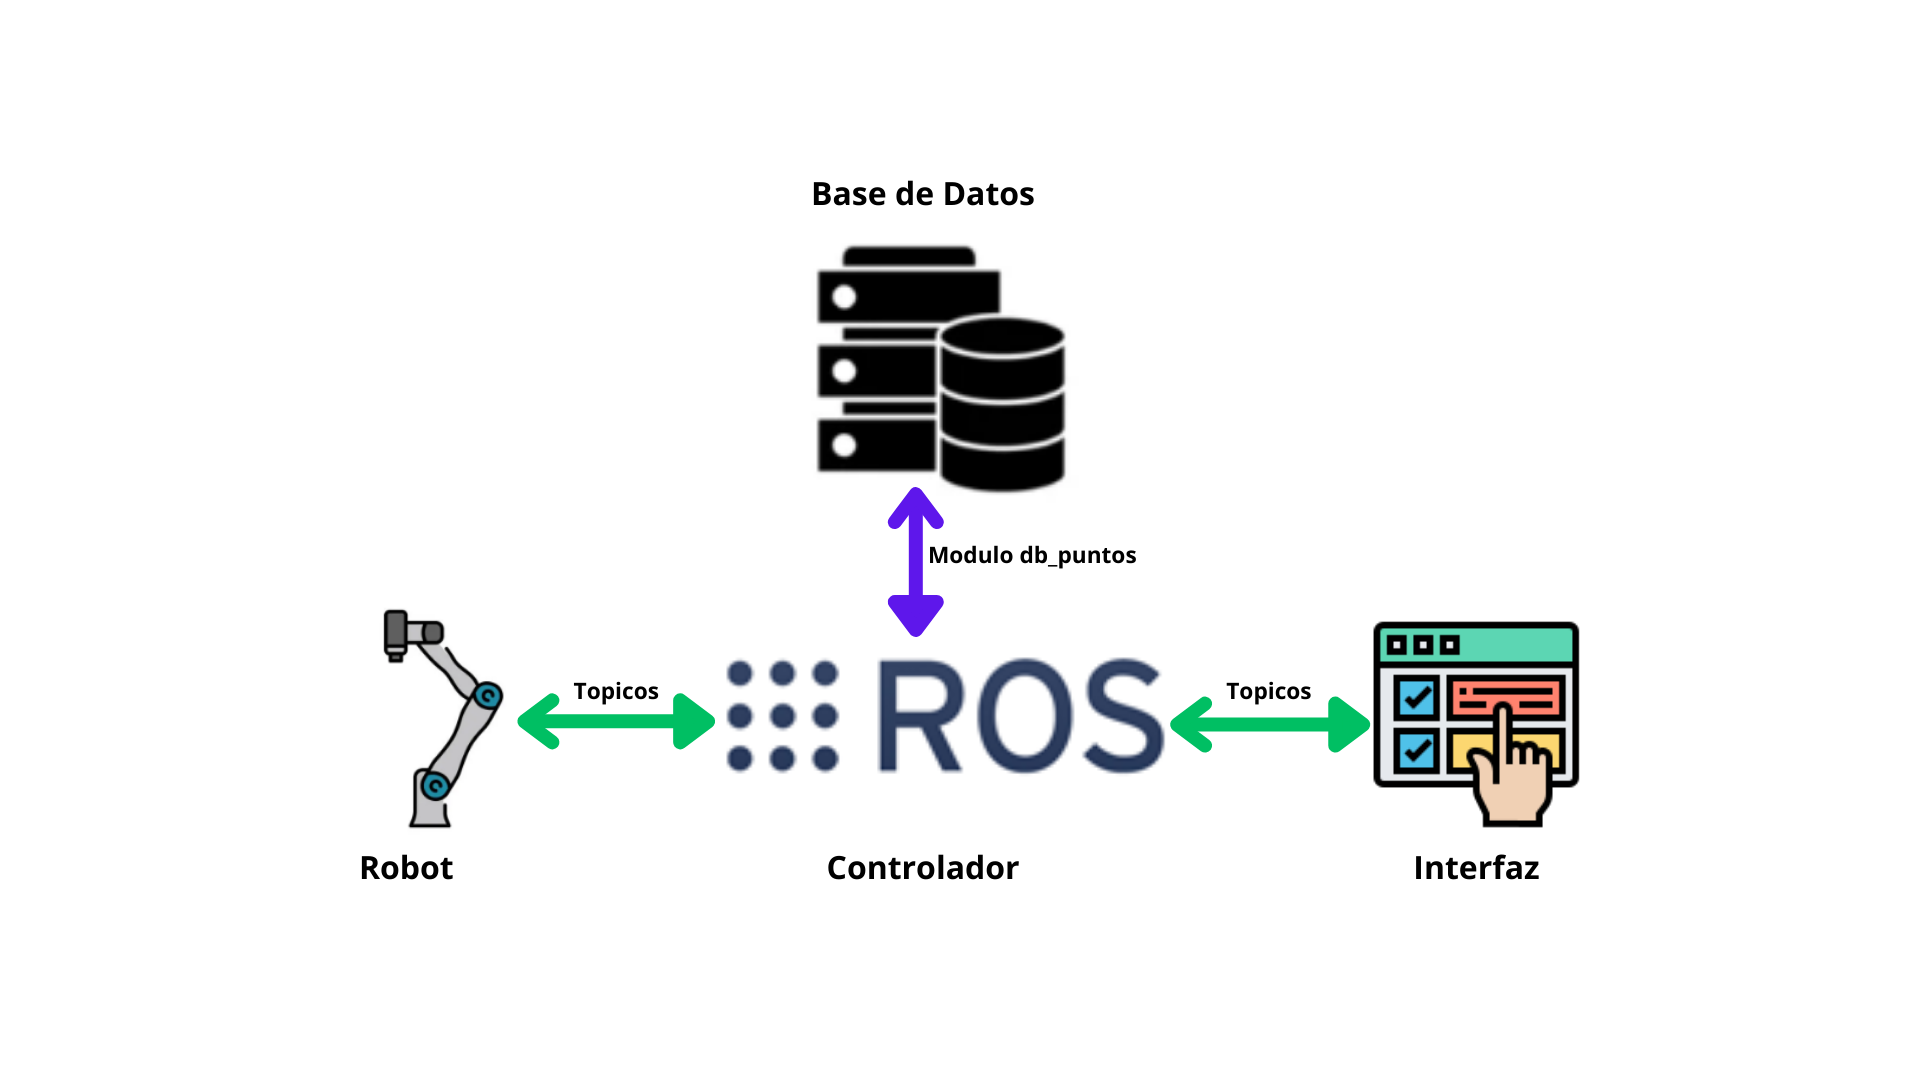 Base de Datos
Modulo db_puntos
Topicos
Topicos
ROS
Robot
Controlador
Interfaz